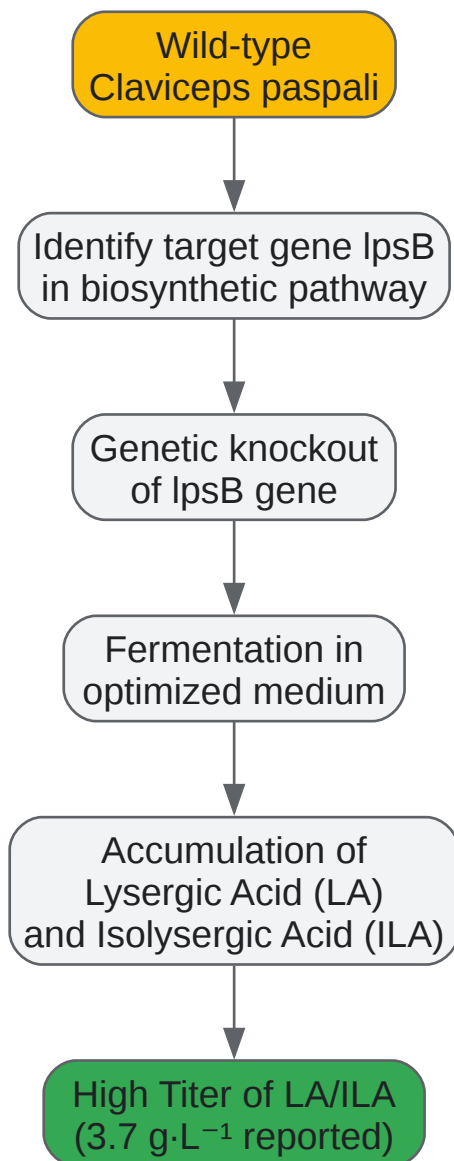 Wild-type
Claviceps paspali
Identify target gene lpsB
in biosynthetic pathway
Genetic knockout
of lpsB gene
Fermentation in
optimized medium
Accumulation of
Lysergic Acid (LA)
and Isolysergic Acid (ILA)
High Titer of LA/ILA
(3.7 g·L⁻¹ reported)